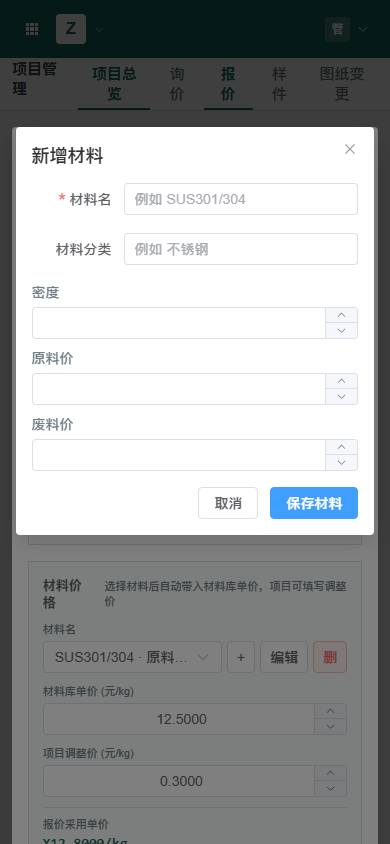 Z
管
项目管理
项目总览
询价
报价
样件
图纸变更
新增材料
* 材料名
例如 SUS301/304
材料分类
例如 不锈钢
密度
原料价
废料价
取消
保存材料
材料价格
选择材料后自动带入材料库单价，项目可填写调整价
材料名
SUS301/304 · 原料...
+
编辑
删
材料库单价 (元/kg)
12.5000
项目调整价 (元/kg)
0.3000
报价采用单价
¥12.8000/kg